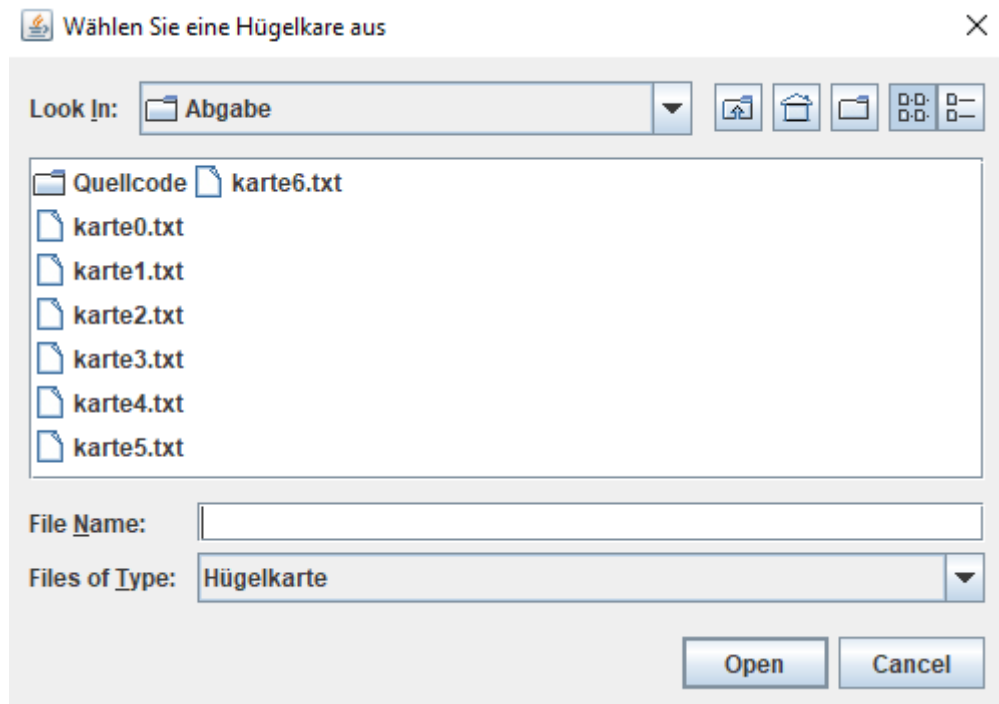 Wählen Sie eine Hügelkare aus
Look In: Abgabe
Quellcode karte6.txt
karte0.txt
karte1.txt
karte2.txt
karte3.txt
karte4.txt
karte5.txt
File Name:
Files of Type: Hügelkarte
Open Cancel